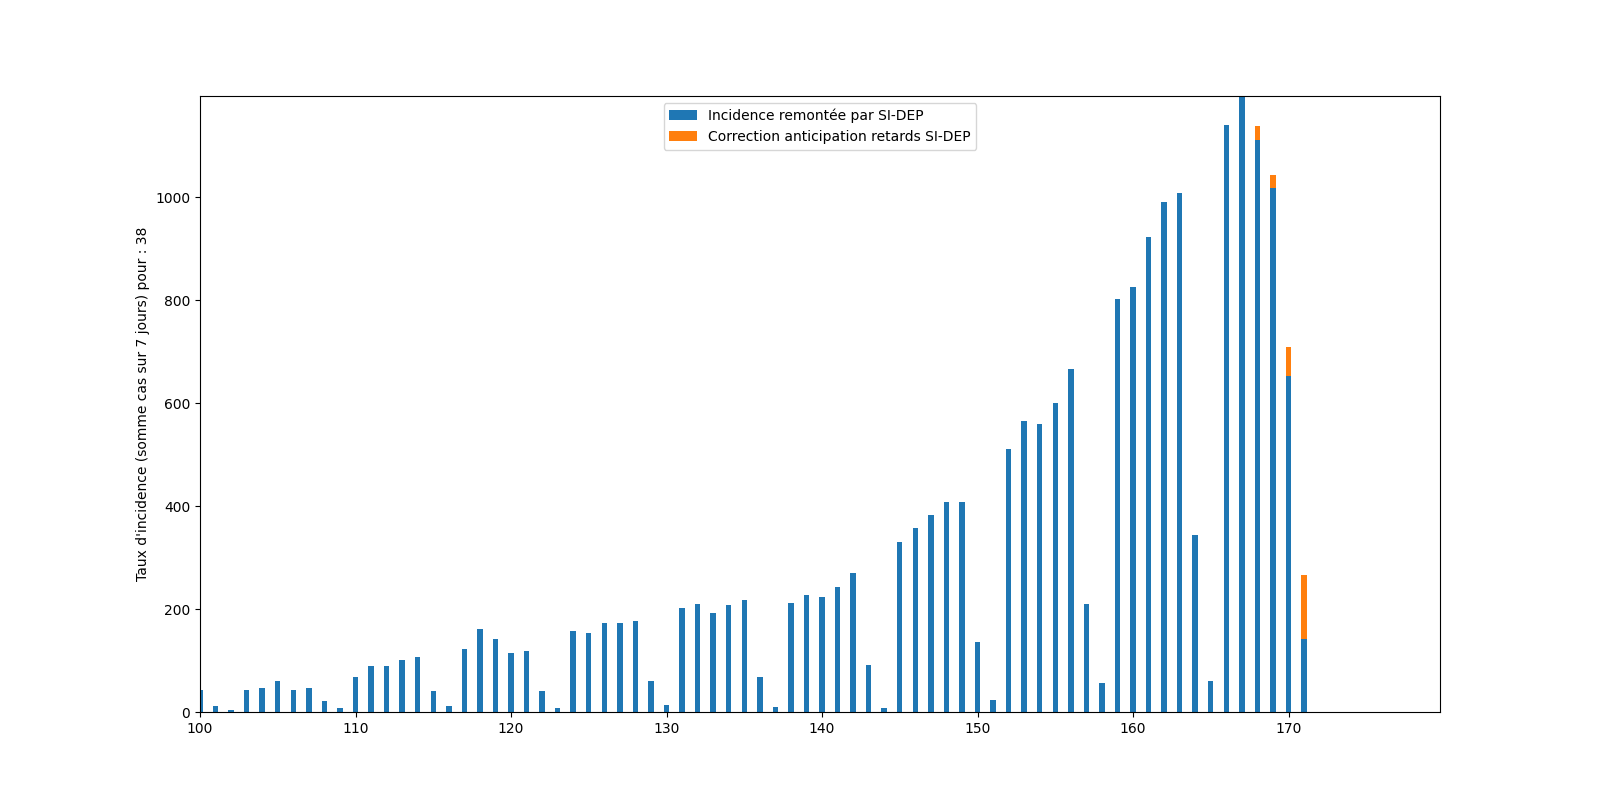 Incidence remontée par SI-DEP
Correction anticipation retards SI-DEP
Taux d'incidence (somme cas sur 7 jours) pour : 38
1000
800
600
400
200
0
100 110 120 130 140 150 160 170